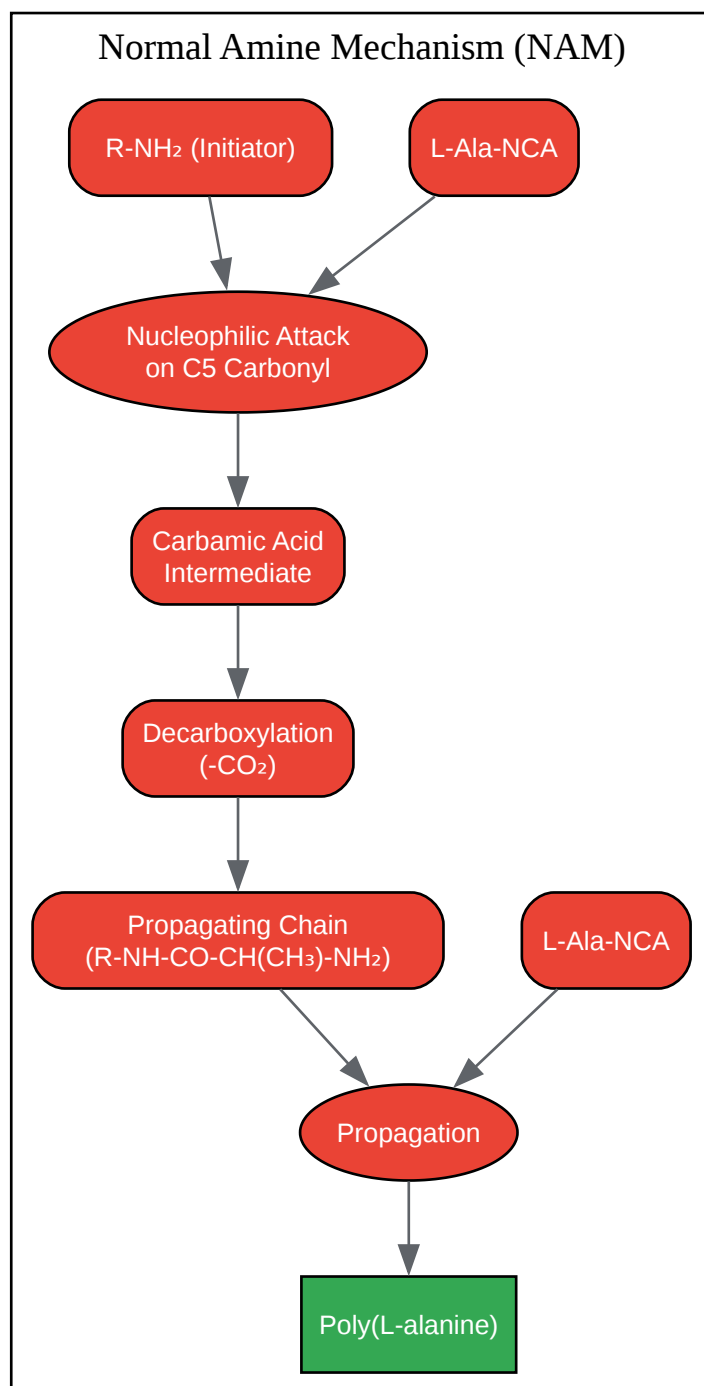 Normal Amine Mechanism (NAM)
R-NH₂ (Initiator)
L-Ala-NCA
Nucleophilic Attack
on C5 Carbonyl
Carbamic Acid
Intermediate
Decarboxylation
(-CO₂)
Propagating Chain
(R-NH-CO-CH(CH₃)-NH₂)
L-Ala-NCA
Propagation
Poly(L-alanine)